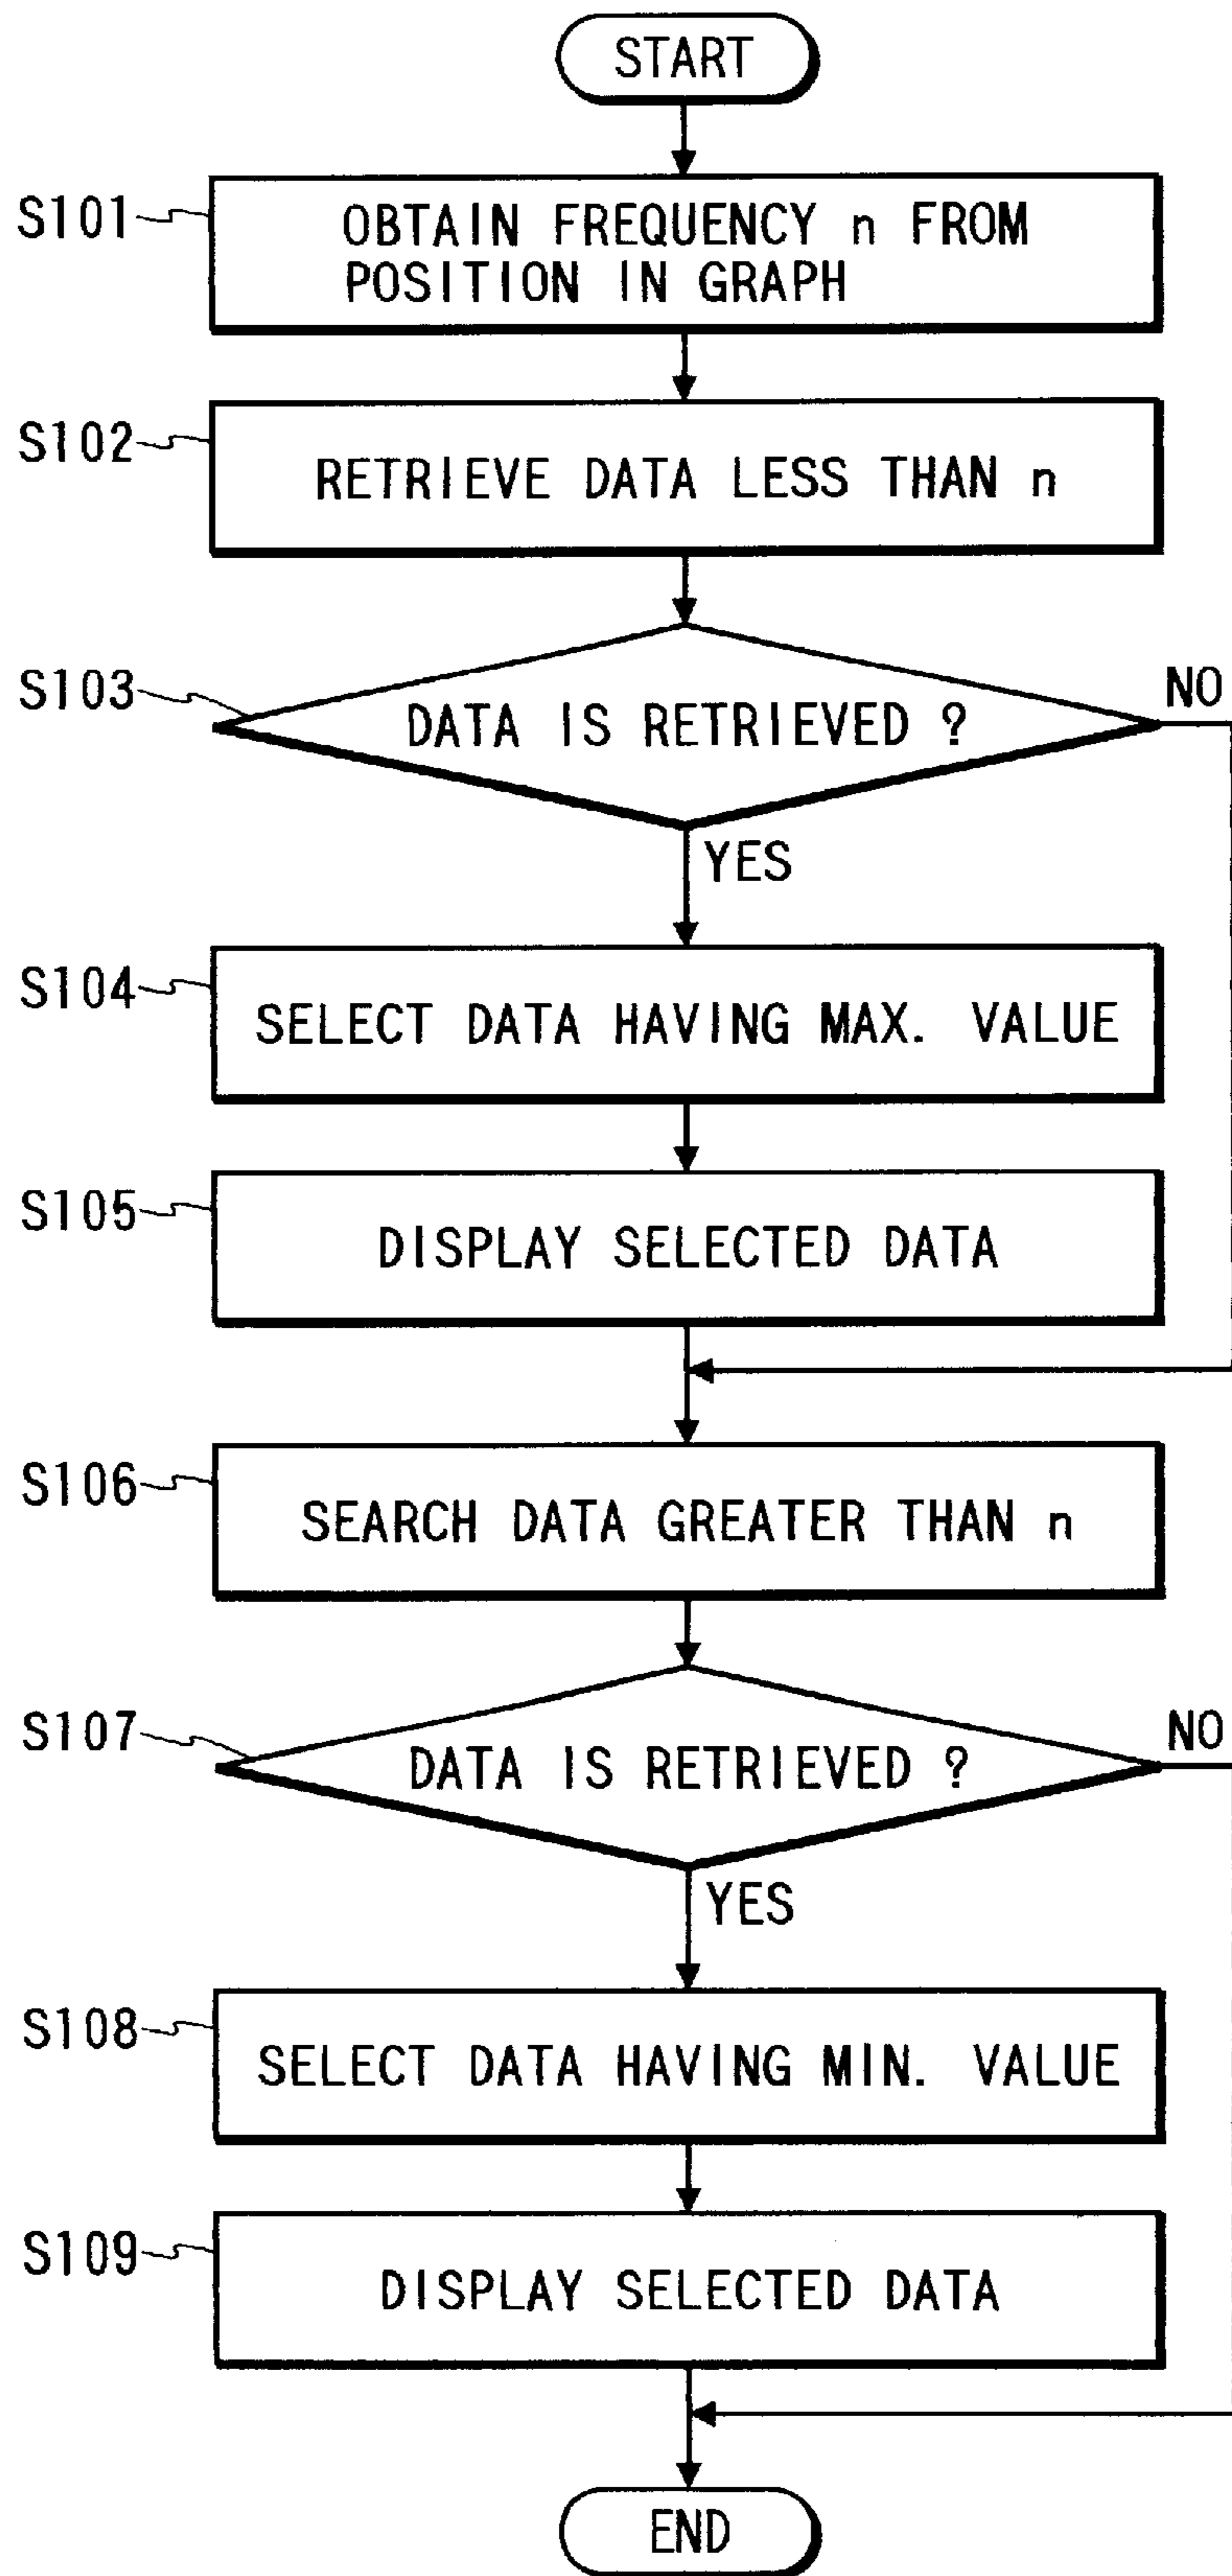 START
S101
OBTAIN FREQUENCY n FROM
POSITION IN GRAPH
S102
RETRIEVE DATA LESS THAN n
S103
DATA IS RETRIEVED ?
NO
YES
S104
SELECT DATA HAVING MAX. VALUE
S105
DISPLAY SELECTED DATA
S106
SEARCH DATA GREATER THAN n
S107
DATA IS RETRIEVED ?
NO
YES
S108
SELECT DATA HAVING MIN. VALUE
S109
DISPLAY SELECTED DATA
END